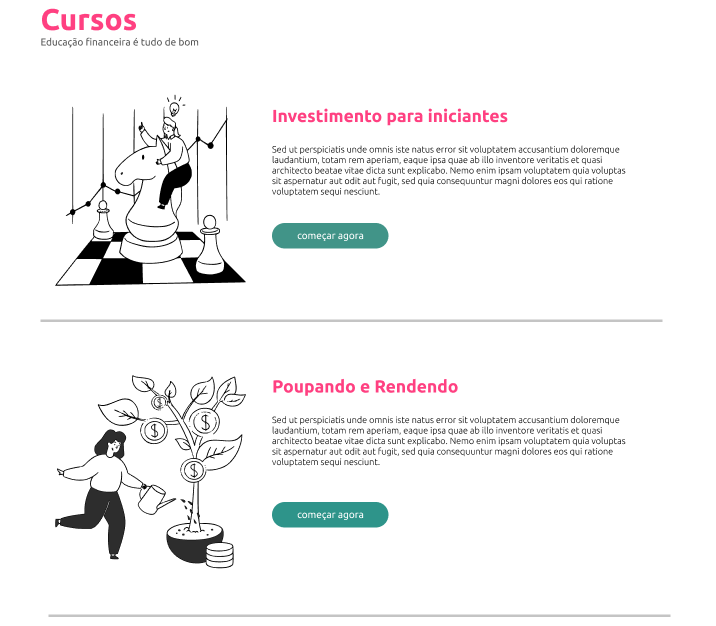 Cursos
Educação financeira é tudo de bom
Investimento para iniciantes
Sed ut perspiciatis unde omnis iste natus error sit voluptatem accusantium doloremque
laudantium, totam rem aperiam, eaque ipsa quae ab illo inventore veritatis et quasi
architecto beatae vitae dicta sunt explicabo. Nemo enim ipsam voluptatem quia voluptas
sit aspernatur aut odit aut fugit, sed quia consequuntur magni dolores eos qui ratione
voluptatem sequi nesciunt.
começar agora
Poupando e Rendendo
Sed ut perspiciatis unde omnis iste natus error sit voluptatem accusantium doloremque
laudantium, totam rem aperiam, eaque ipsa quae ab illo inventore veritatis et quasi
architecto beatae vitae dicta sunt explicabo. Nemo enim ipsam voluptatem quia voluptas
sit aspernatur aut odit aut fugit, sed quia consequuntur magni dolores eos qui ratione
voluptatem sequi nesciunt.
$
$
$
$
começar agora